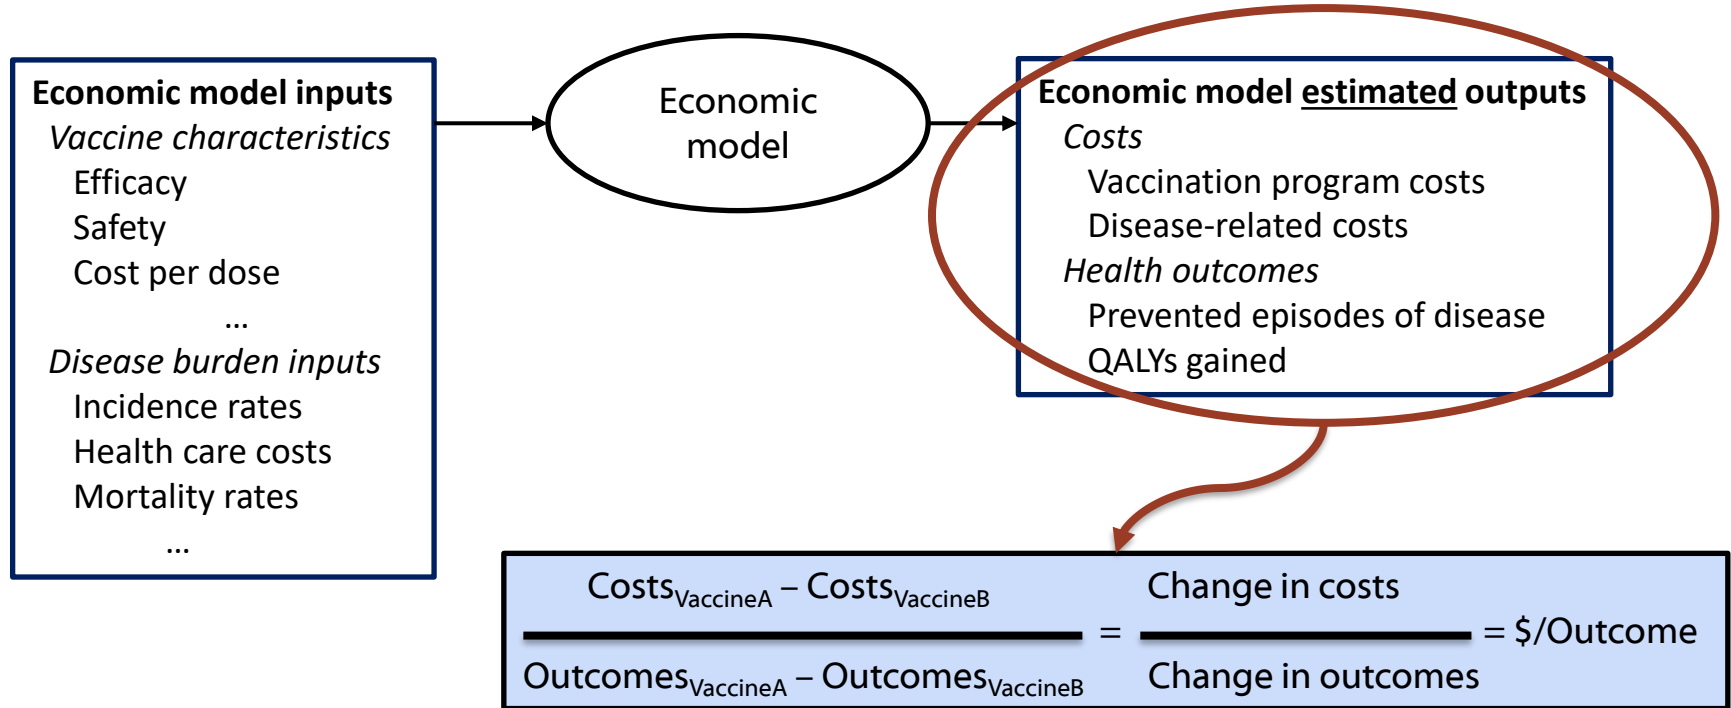 Economic model inputs
Vaccine characteristics
Efficacy
Safety
Cost per dose
...
Disease burden inputs
Incidence rates
Health care costs
Mortality rates
...
Economic
model
Economic model estimated outputs
Costs
Vaccination program costs
Disease-related costs
Health outcomes
Prevented episodes of disease
QALYs gained
CostsVaccineA – CostsVaccineB
OutcomesVaccineA – OutcomesVaccineB
=
Change in costs
Change in outcomes
= $/Outcome